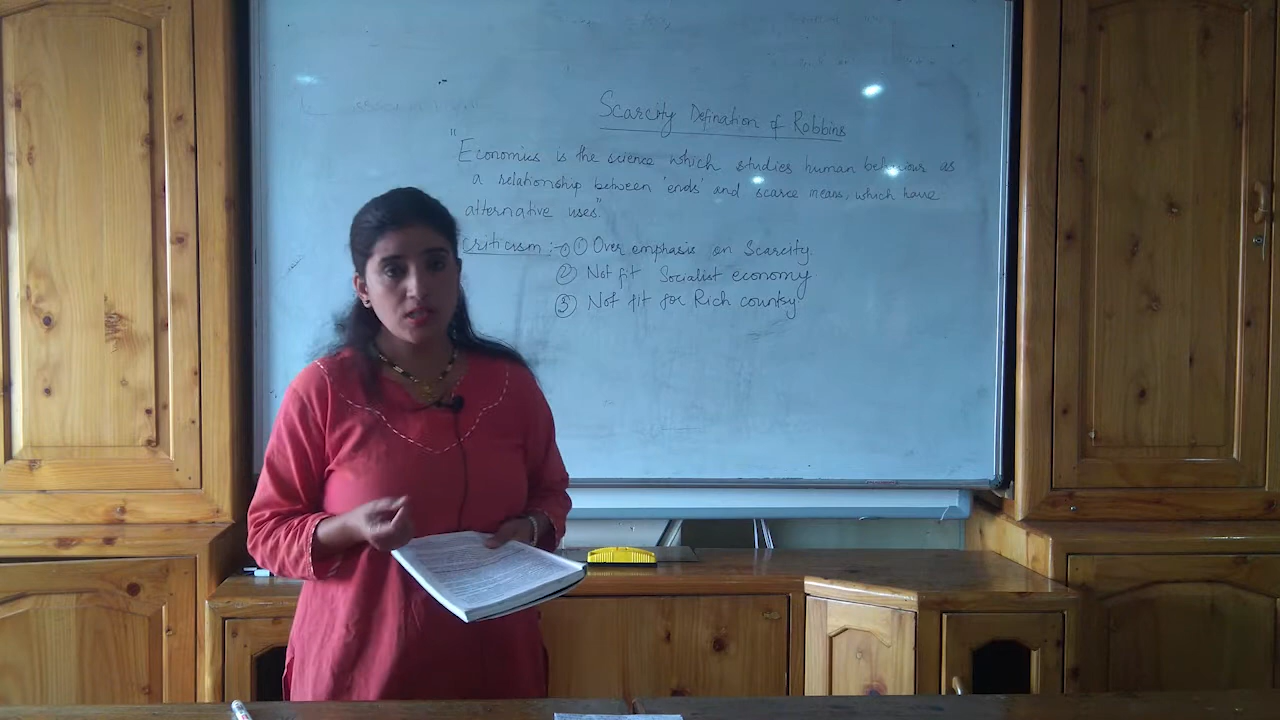 Scarcity Defination of Robbins
"Economics is the science which studies human behaviour as
a relationship between 'ends' and scarce means, which have
alternative uses."
Criticism :- ① Over emphasis on Scarcity.
② Not fit Socialist economy
③ Not fit for Rich country